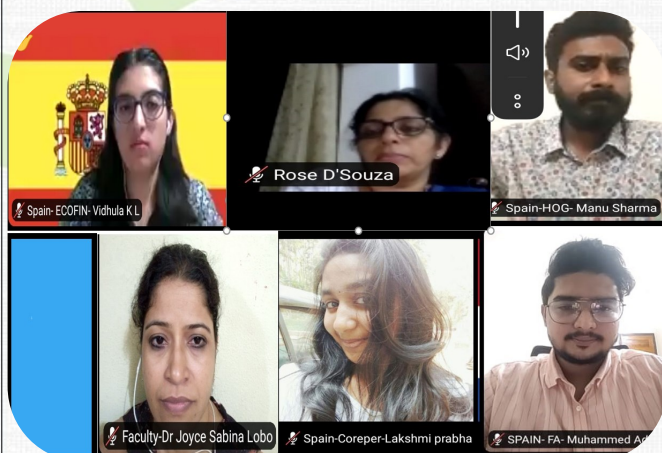 Spain- ECOFIN- Vidhula K L
Rose D'Souza
Spain-HOG- Manu Sharma
Faculty-Dr Joyce Sabina Lobo
Spain-Coreper-Lakshmi prabha
SPAIN- FA- Muhammed